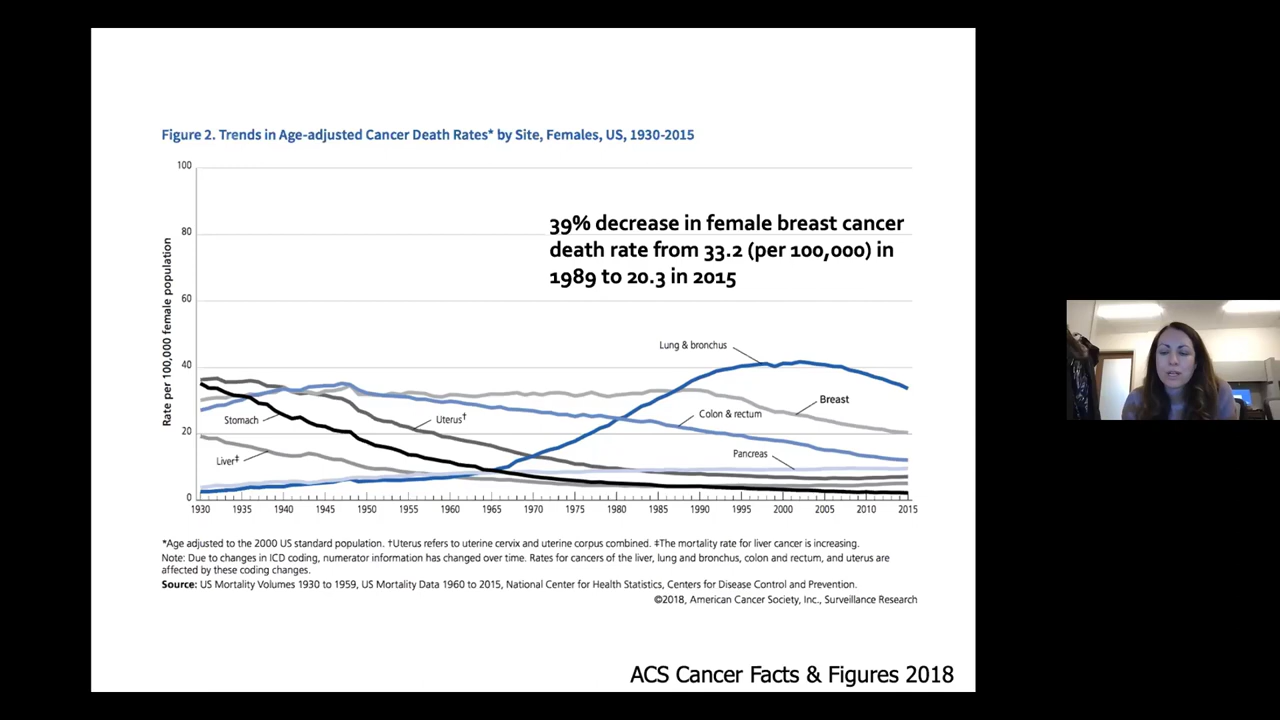 Figure 2. Trends in Age-adjusted Cancer Death Rates* by Site, Females, US, 1930-2015
100
80
60
40
20
0
Rate per 100,000 female population
39% decrease in female breast cancer
death rate from 33.2 (per 100,000) in
1989 to 20.3 in 2015
Lung & bronchus
Breast
Colon & rectum
Stomach
Uterus†
Pancreas
Liver‡
1930 1935 1940 1945 1950 1955 1960 1965 1970 1975 1980 1985 1990 1995 2000 2005 2010 2015
*Age adjusted to the 2000 US standard population. †Uterus refers to uterine cervix and uterine corpus combined. ‡The mortality rate for liver cancer is increasing.
Note: Due to changes in ICD coding, numerator information has changed over time. Rates for cancers of the liver, lung and bronchus, colon and rectum, and uterus are
affected by these coding changes.
Source: US Mortality Volumes 1930 to 1959, US Mortality Data 1960 to 2015, National Center for Health Statistics, Centers for Disease Control and Prevention.
©2018, American Cancer Society, Inc., Surveillance Research
ACS Cancer Facts & Figures 2018